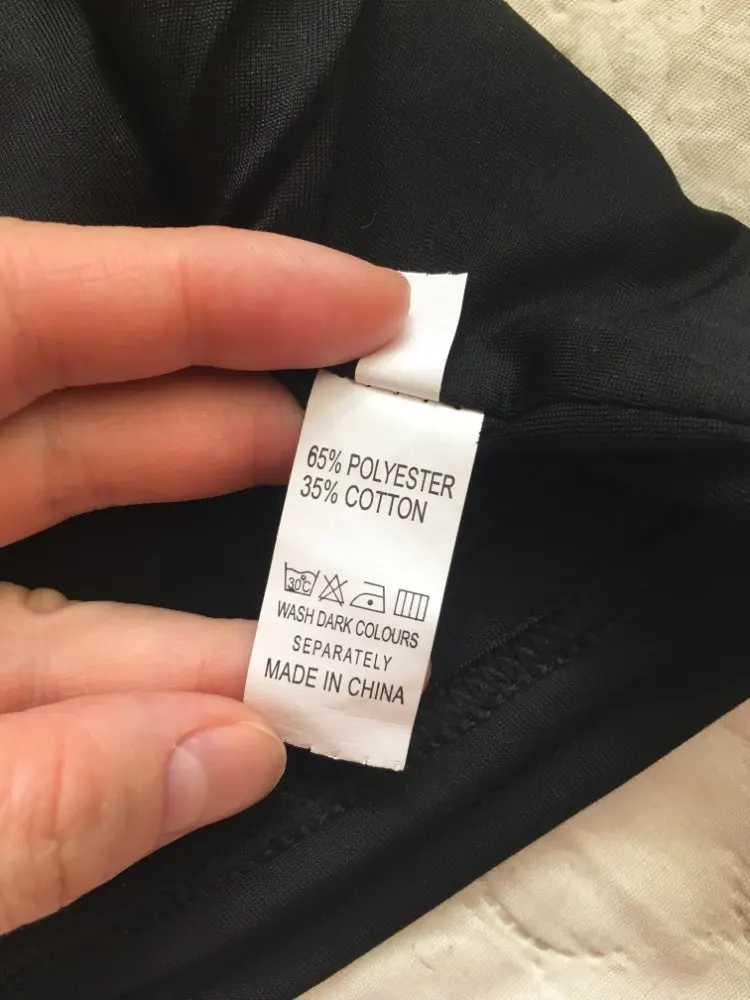 65% POLYESTER
35% COTTON
30°C
WASH DARK COLOURS
SEPARATELY
MADE IN CHINA